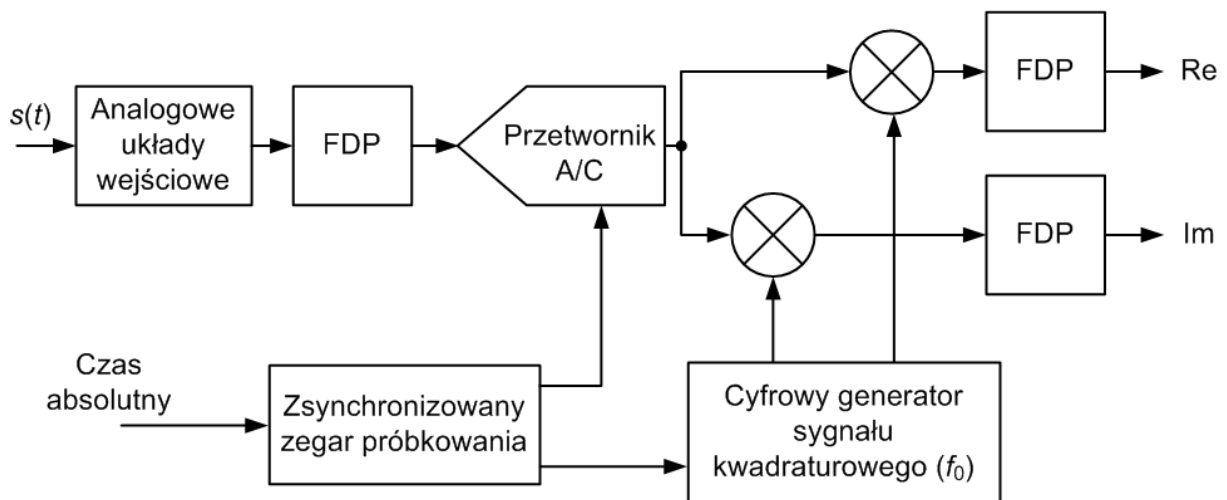 s(t)
Analogowe
układy
wejściowe
FDP
Przetwornik
A/C
FDP
Re
FDP
Im
Czas
absolutny
Zsynchronizowany
zegar próbkowania
Cyfrowy generator
sygnału
kwadraturowego (f₀)